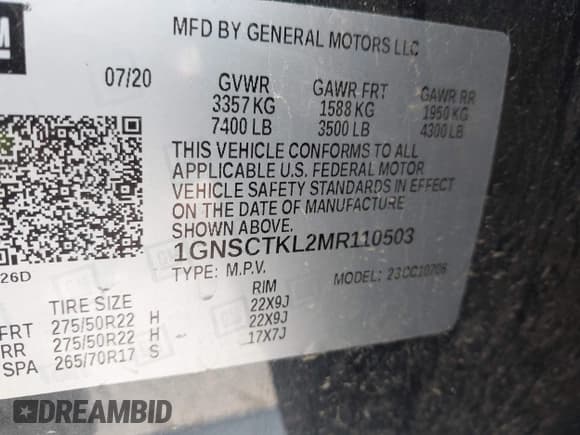 GM
MFD BY GENERAL MOTORS LLC
07/20 GVWR GAWR FRT GAWR RR
3357 KG 1588 KG 1950 KG
7400 LB 3500 LB 4300 LB
THIS VEHICLE CONFORMS TO ALL
APPLICABLE U.S. FEDERAL MOTOR
VEHICLE SAFETY STANDARDS IN EFFECT
ON THE DATE OF MANUFACTURE
SHOWN ABOVE.
1GNSCTKL2MR110503
26D TYPE: M.P.V. MODEL: 23CC10706
TIRE SIZE RIM
FRT 275/50R22 H 22X9J
RR 275/50R22 H 22X9J
SPA 265/70R17 S 17X7J
DREAMBID